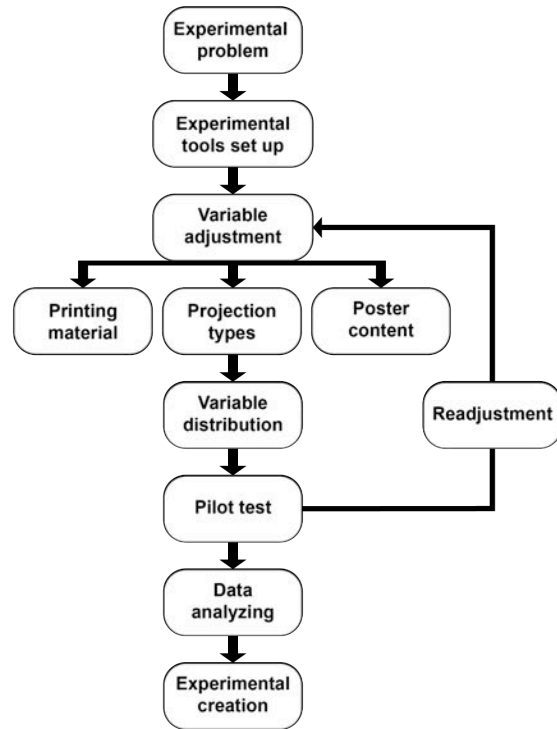 Experimental
problem
Experimental
tools set up
Variable
adjustment
Printing
material
Projection
types
Poster
content
Variable
distribution
Readjustment
Pilot test
Data
analyzing
Experimental
creation